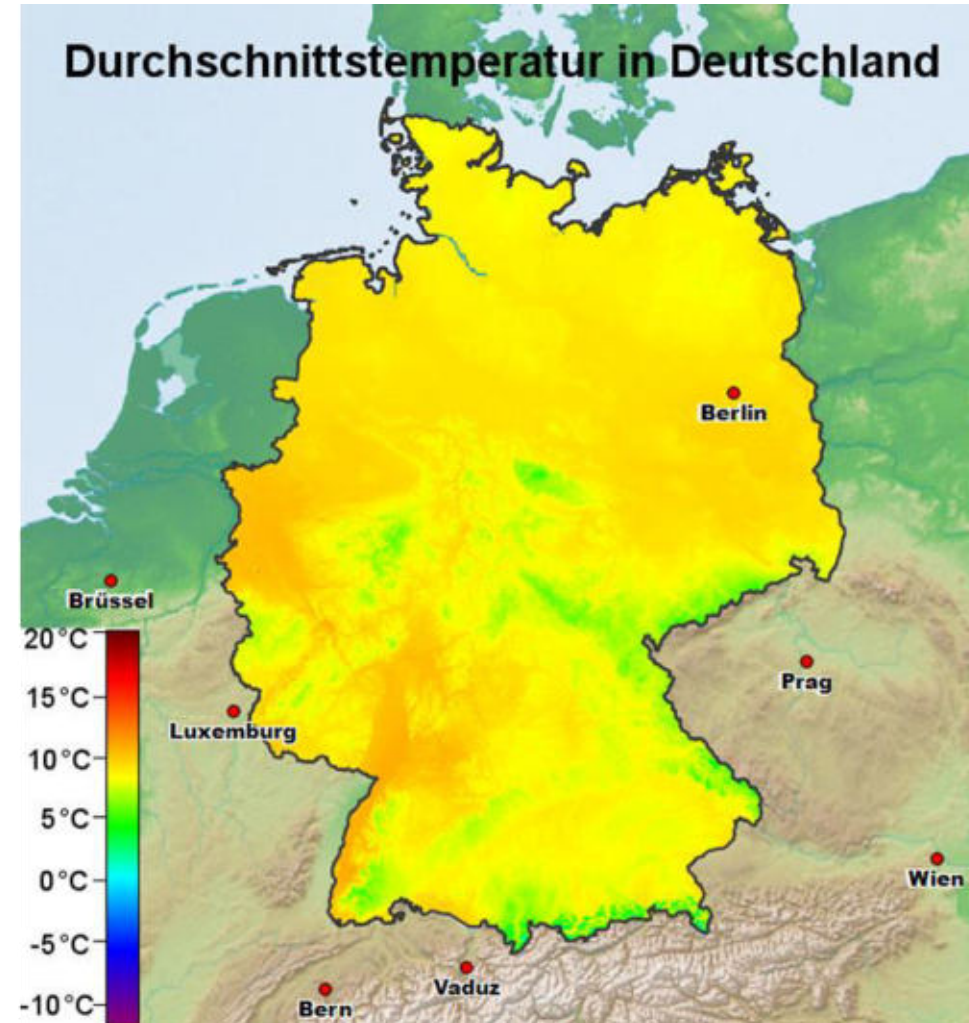 Durchschnittstemperatur in Deutschland
Berlin
Brüssel
20°C
Prag
15°C
Luxemburg
10°C
5°C
0°C
Wien
-5°C
Vaduz
-10°C
Bern